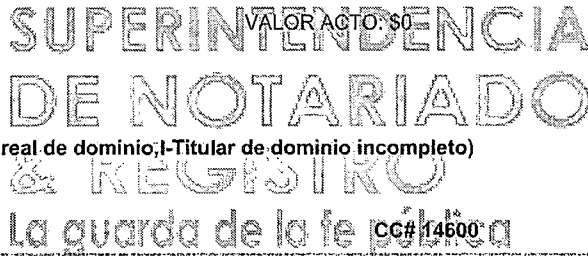 VALOR ACTO: $0
SUPERINTENDENCIA
DE NOTARIADO
real de dominio,I-Titular de dominio incompleto)
& REGISTRO
La guarda de la fe pública
CC# 14600